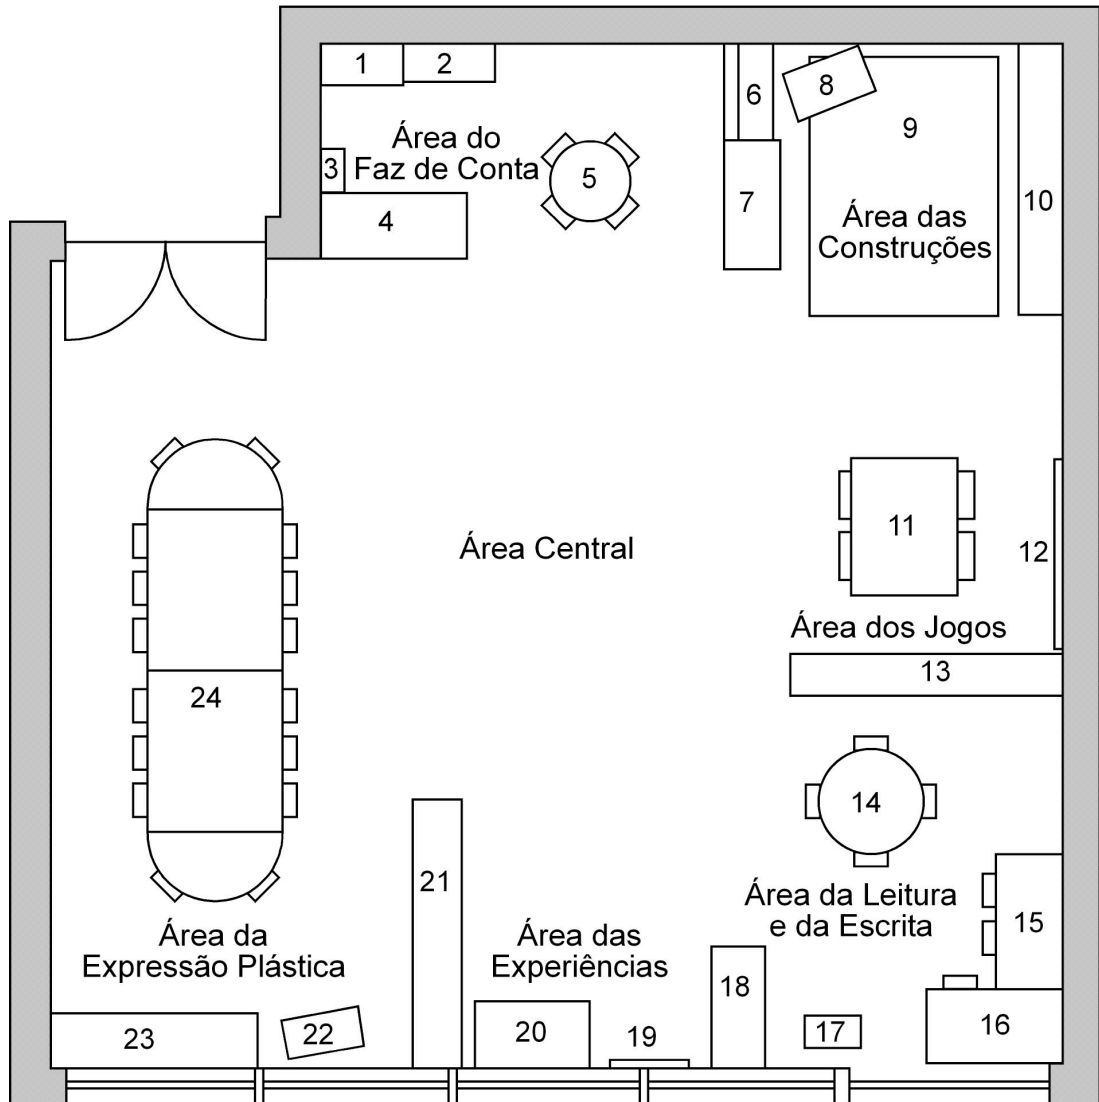 1
2
6
8
9
Área do
Faz de Conta
3
4
5
7
10
Área das
Construções
11
12
Área Central
Área dos Jogos
13
24
14
21
Área da Leitura
e da Escrita
15
Área da
Expressão Plástica
Área das
Experiências
18
16
17
19
20
22
23